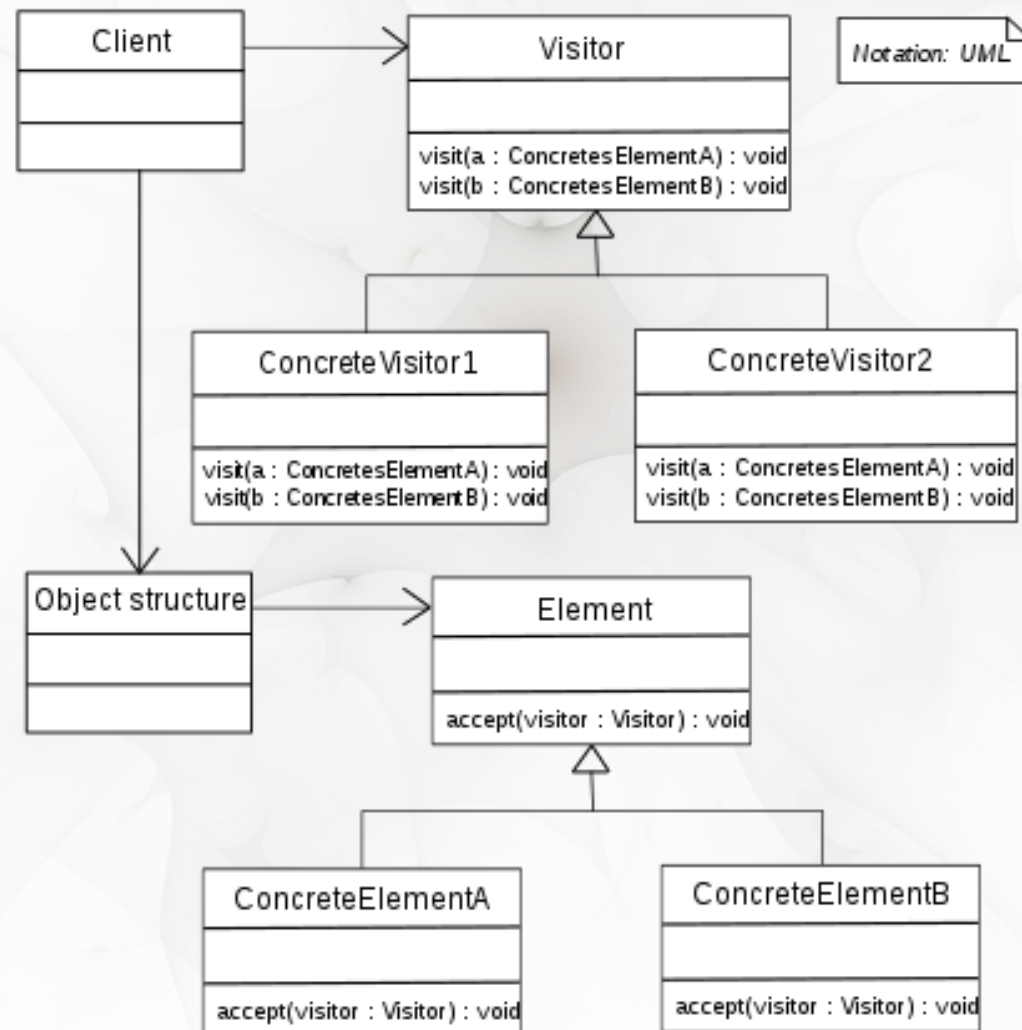 Client
Visitor
Notation: UML
visit(a : ConcretesElementA) : void
visit(b : ConcretesElementB) : void
ConcreteVisitor1
ConcreteVisitor2
visit(a : ConcretesElementA) : void
visit(b : ConcretesElementB) : void
visit(a : ConcretesElementA) : void
visit(b : ConcretesElementB) : void
Object structure
Element
accept(visitor : Visitor) : void
ConcreteElementA
ConcreteElementB
accept(visitor : Visitor) : void
accept(visitor : Visitor) : void